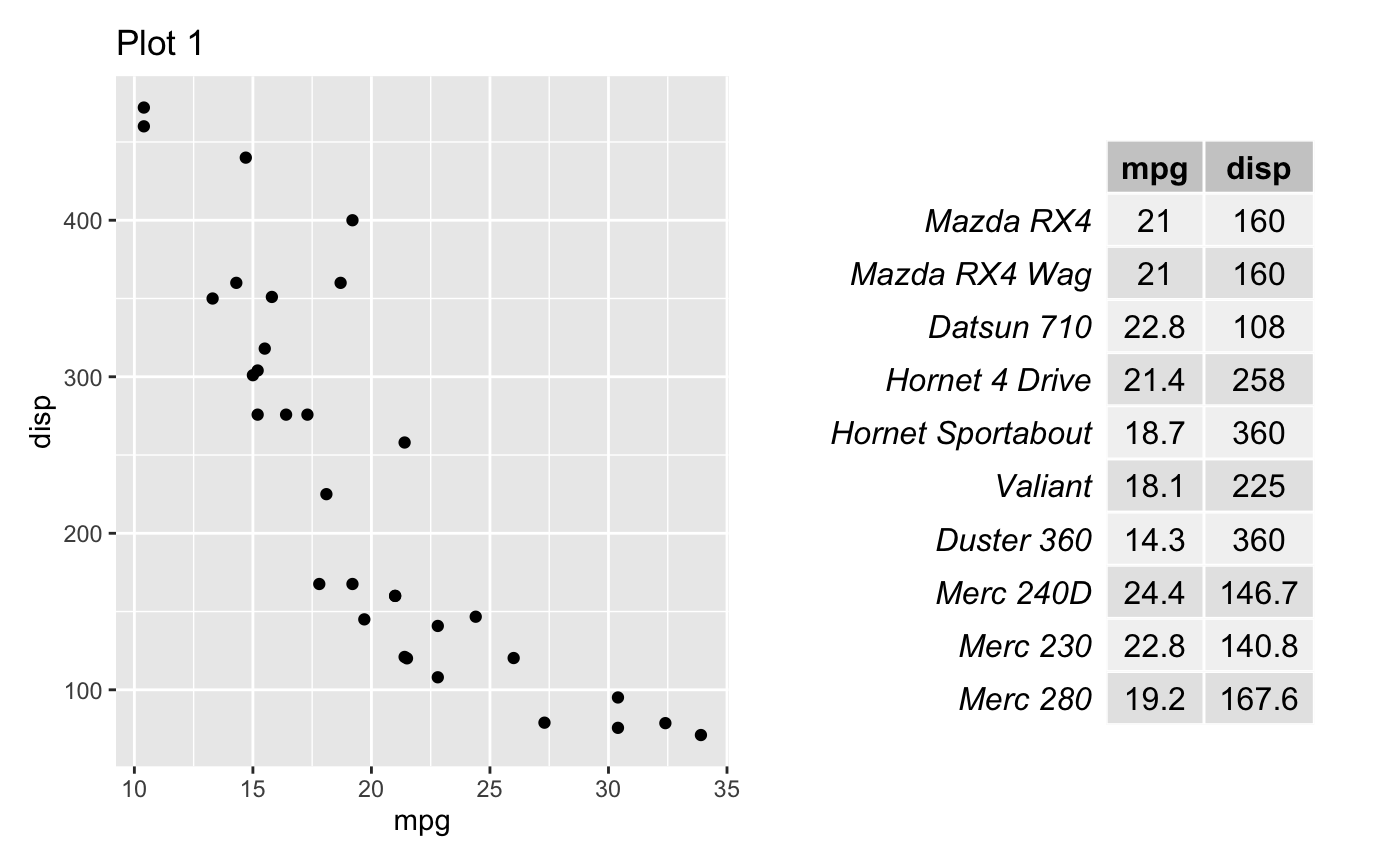 Plot 1
400
300
200
100
disp
10 15 20 25 30 35
mpg
mpg disp
Mazda RX4 21 160
Mazda RX4 Wag 21 160
Datsun 710 22.8 108
Hornet 4 Drive 21.4 258
Hornet Sportabout 18.7 360
Valiant 18.1 225
Duster 360 14.3 360
Merc 240D 24.4 146.7
Merc 230 22.8 140.8
Merc 280 19.2 167.6